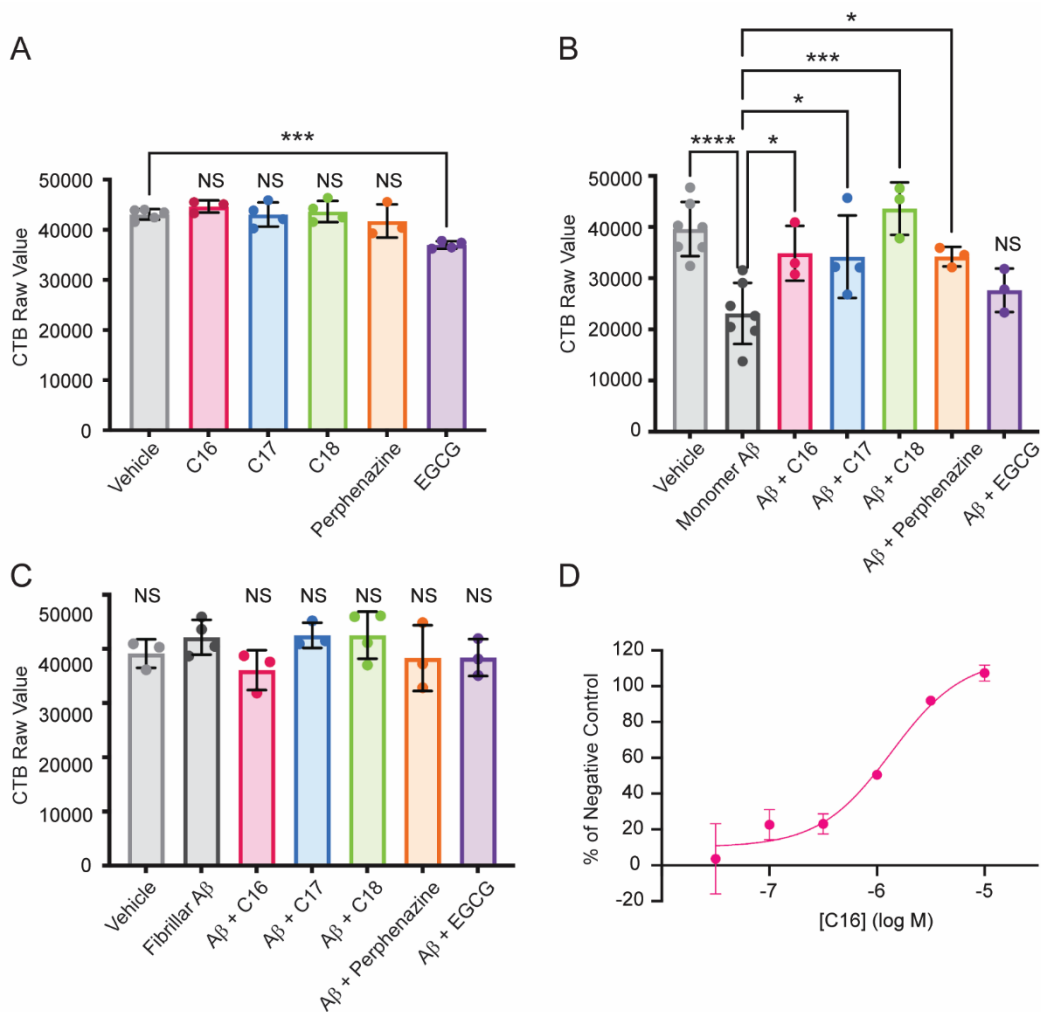 A
B
***
NS
NS
NS
NS
50000
40000
30000
20000
10000
0
CTB Raw Value
Vehicle
C16
C17
C18
Perphenazine
EGCG
*
***
*
****
*
NS
50000
40000
30000
20000
10000
0
CTB Raw Value
Vehicle
Monomer Aβ
Aβ + C16
Aβ + C17
Aβ + C18
Aβ + Perphenazine
Aβ + EGCG
C
NS
NS
NS
NS
NS
NS
NS
50000
40000
30000
20000
10000
0
CTB Raw Value
Vehicle
Fibrillar Aβ
Aβ + C16
Aβ + C17
Aβ + C18
Aβ + Perphenazine
Aβ + EGCG
D
120
100
80
60
40
20
0
-20
% of Negative Control
-7
-6
-5
[C16] (log M)